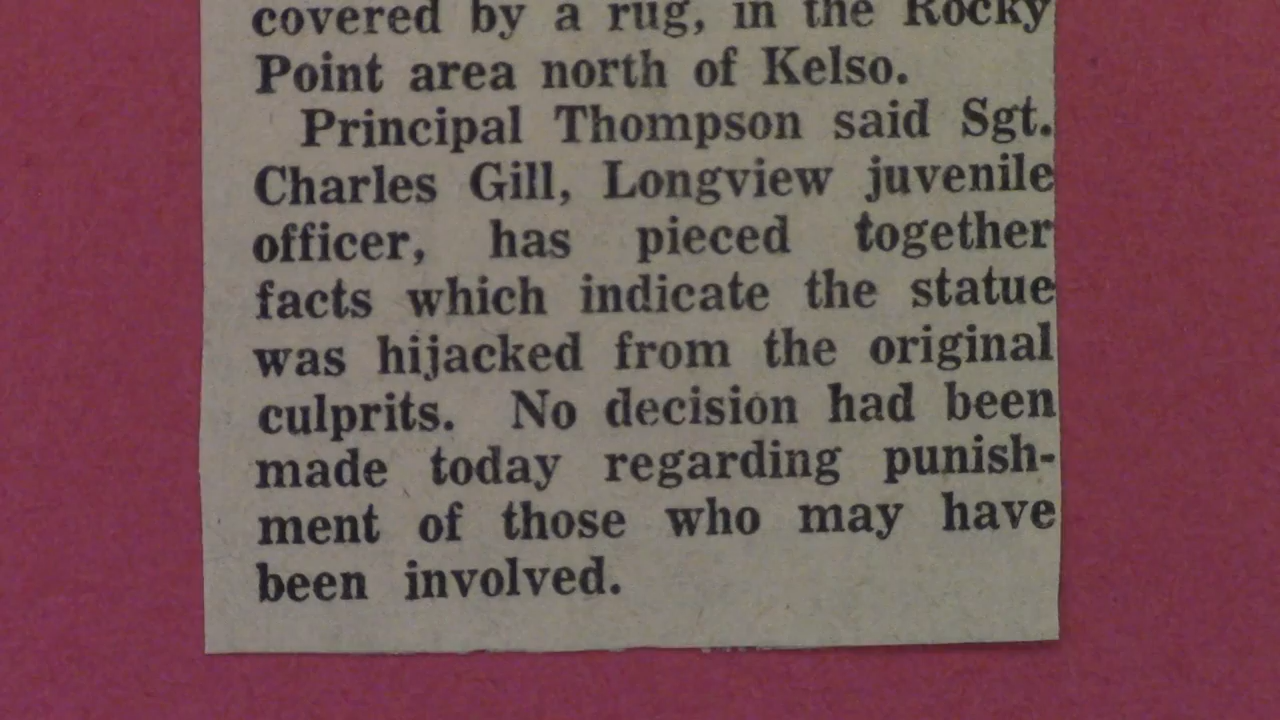 covered by a rug, in the Rocky
Point area north of Kelso.
Principal Thompson said Sgt.
Charles Gill, Longview juvenile
officer, has pieced together
facts which indicate the statue
was hijacked from the original
culprits. No decision had been
made today regarding punish-
ment of those who may have
been involved.